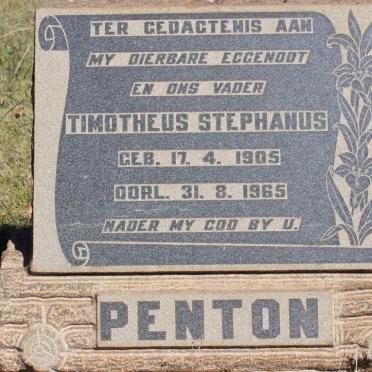 TER GEDAGTENIS AAN
MY DIERBARE EGGENOOT
EN ONS VADER
TIMOTHEUS STEPHANUS
GEB. 17. 4. 1905
OORL. 31. 8. 1965
NADER MY GOD BY U.
PENTON